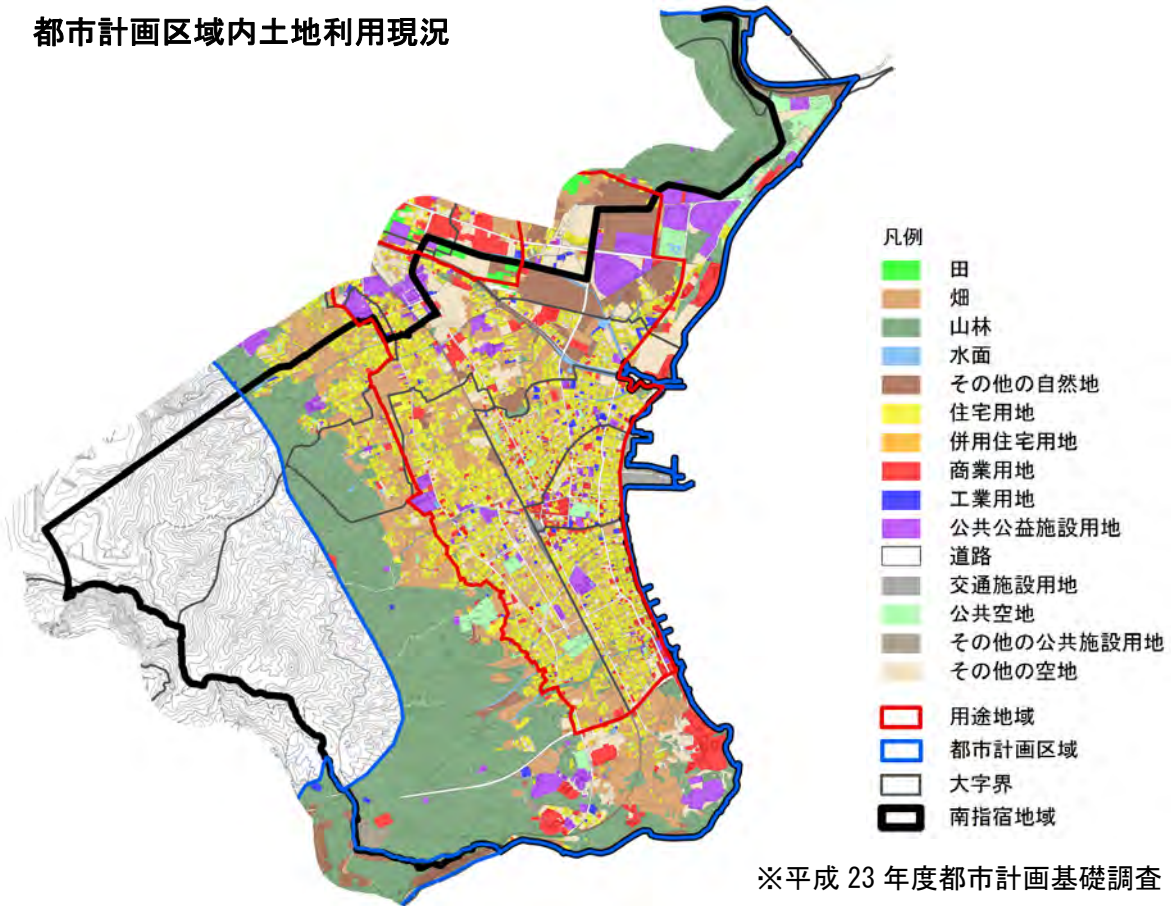 都市計画区域内土地利用現況
凡例
田
畑
山林
水面
その他の自然地
住宅用地
併用住宅用地
商業用地
工業用地
公共公益施設用地
道路
交通施設用地
公共空地
その他の公共施設用地
その他の空地
用途地域
都市計画区域
大字界
南指宿地域
※平成 23 年度都市計画基礎調査